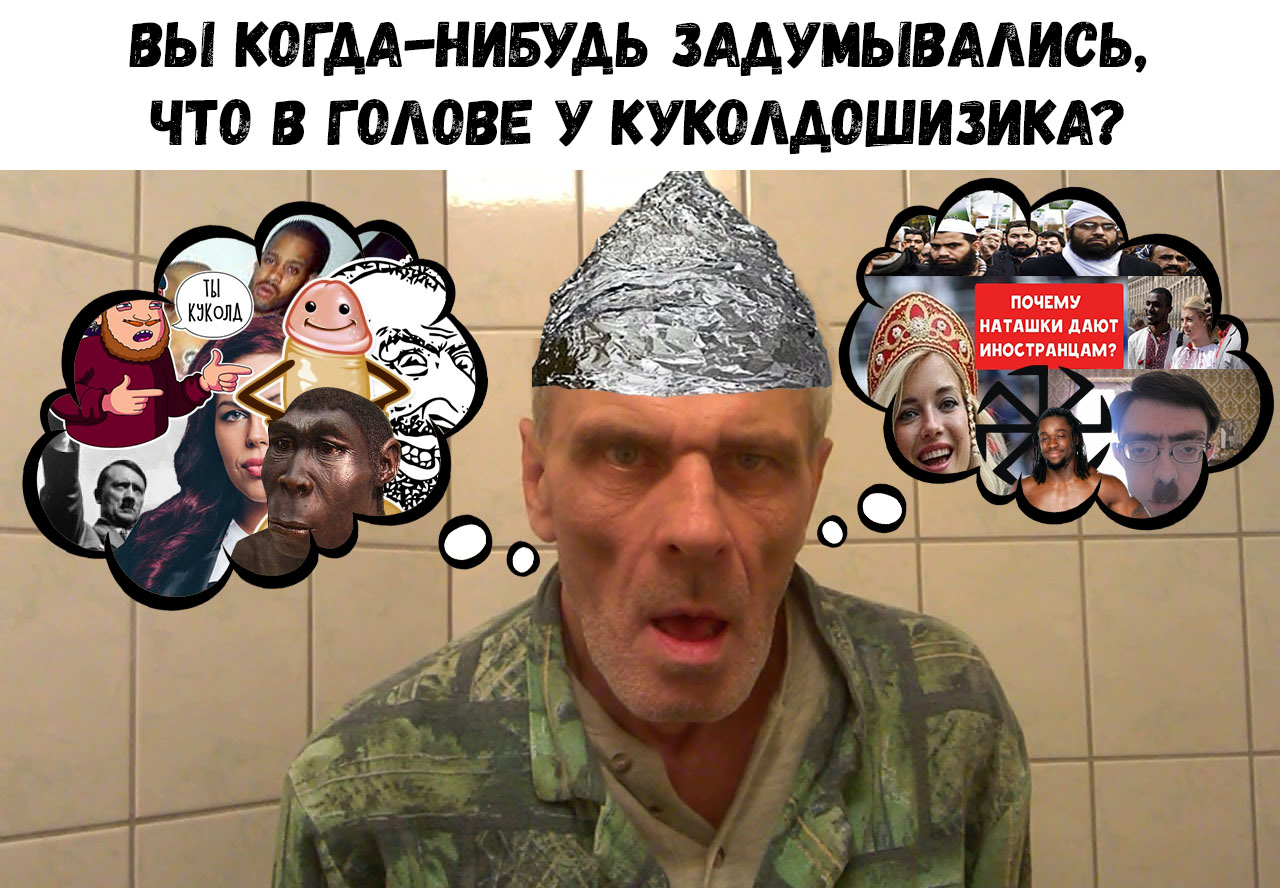 ВЫ КОГДА-НИБУДЬ ЗАДУМЫВАЛИСЬ,
ЧТО В ГОЛОВЕ У КУКОЛДОШИЗИКА?
ТЫ
КУКОЛД
ПОЧЕМУ
НАТАШКИ ДАЮТ
ИНОСТРАНЦАМ?